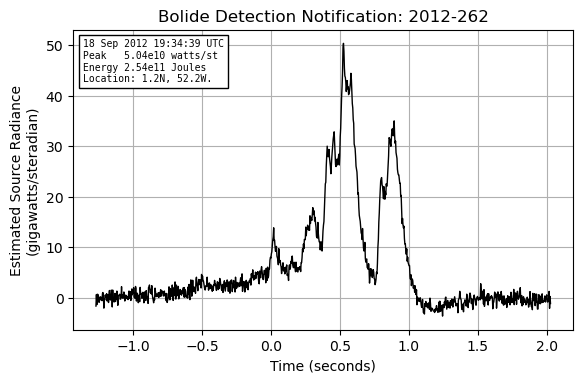 Bolide Detection Notification: 2012-262
18 Sep 2012 19:34:39 UTC
Peak   5.04e10 watts/st
Energy 2.54e11 Joules
Location: 1.2N, 52.2W.
Estimated Source Radiance
(gigawatts/steradian)
50
40
30
20
10
0
−1.0 −0.5 0.0 0.5 1.0 1.5 2.0
Time (seconds)